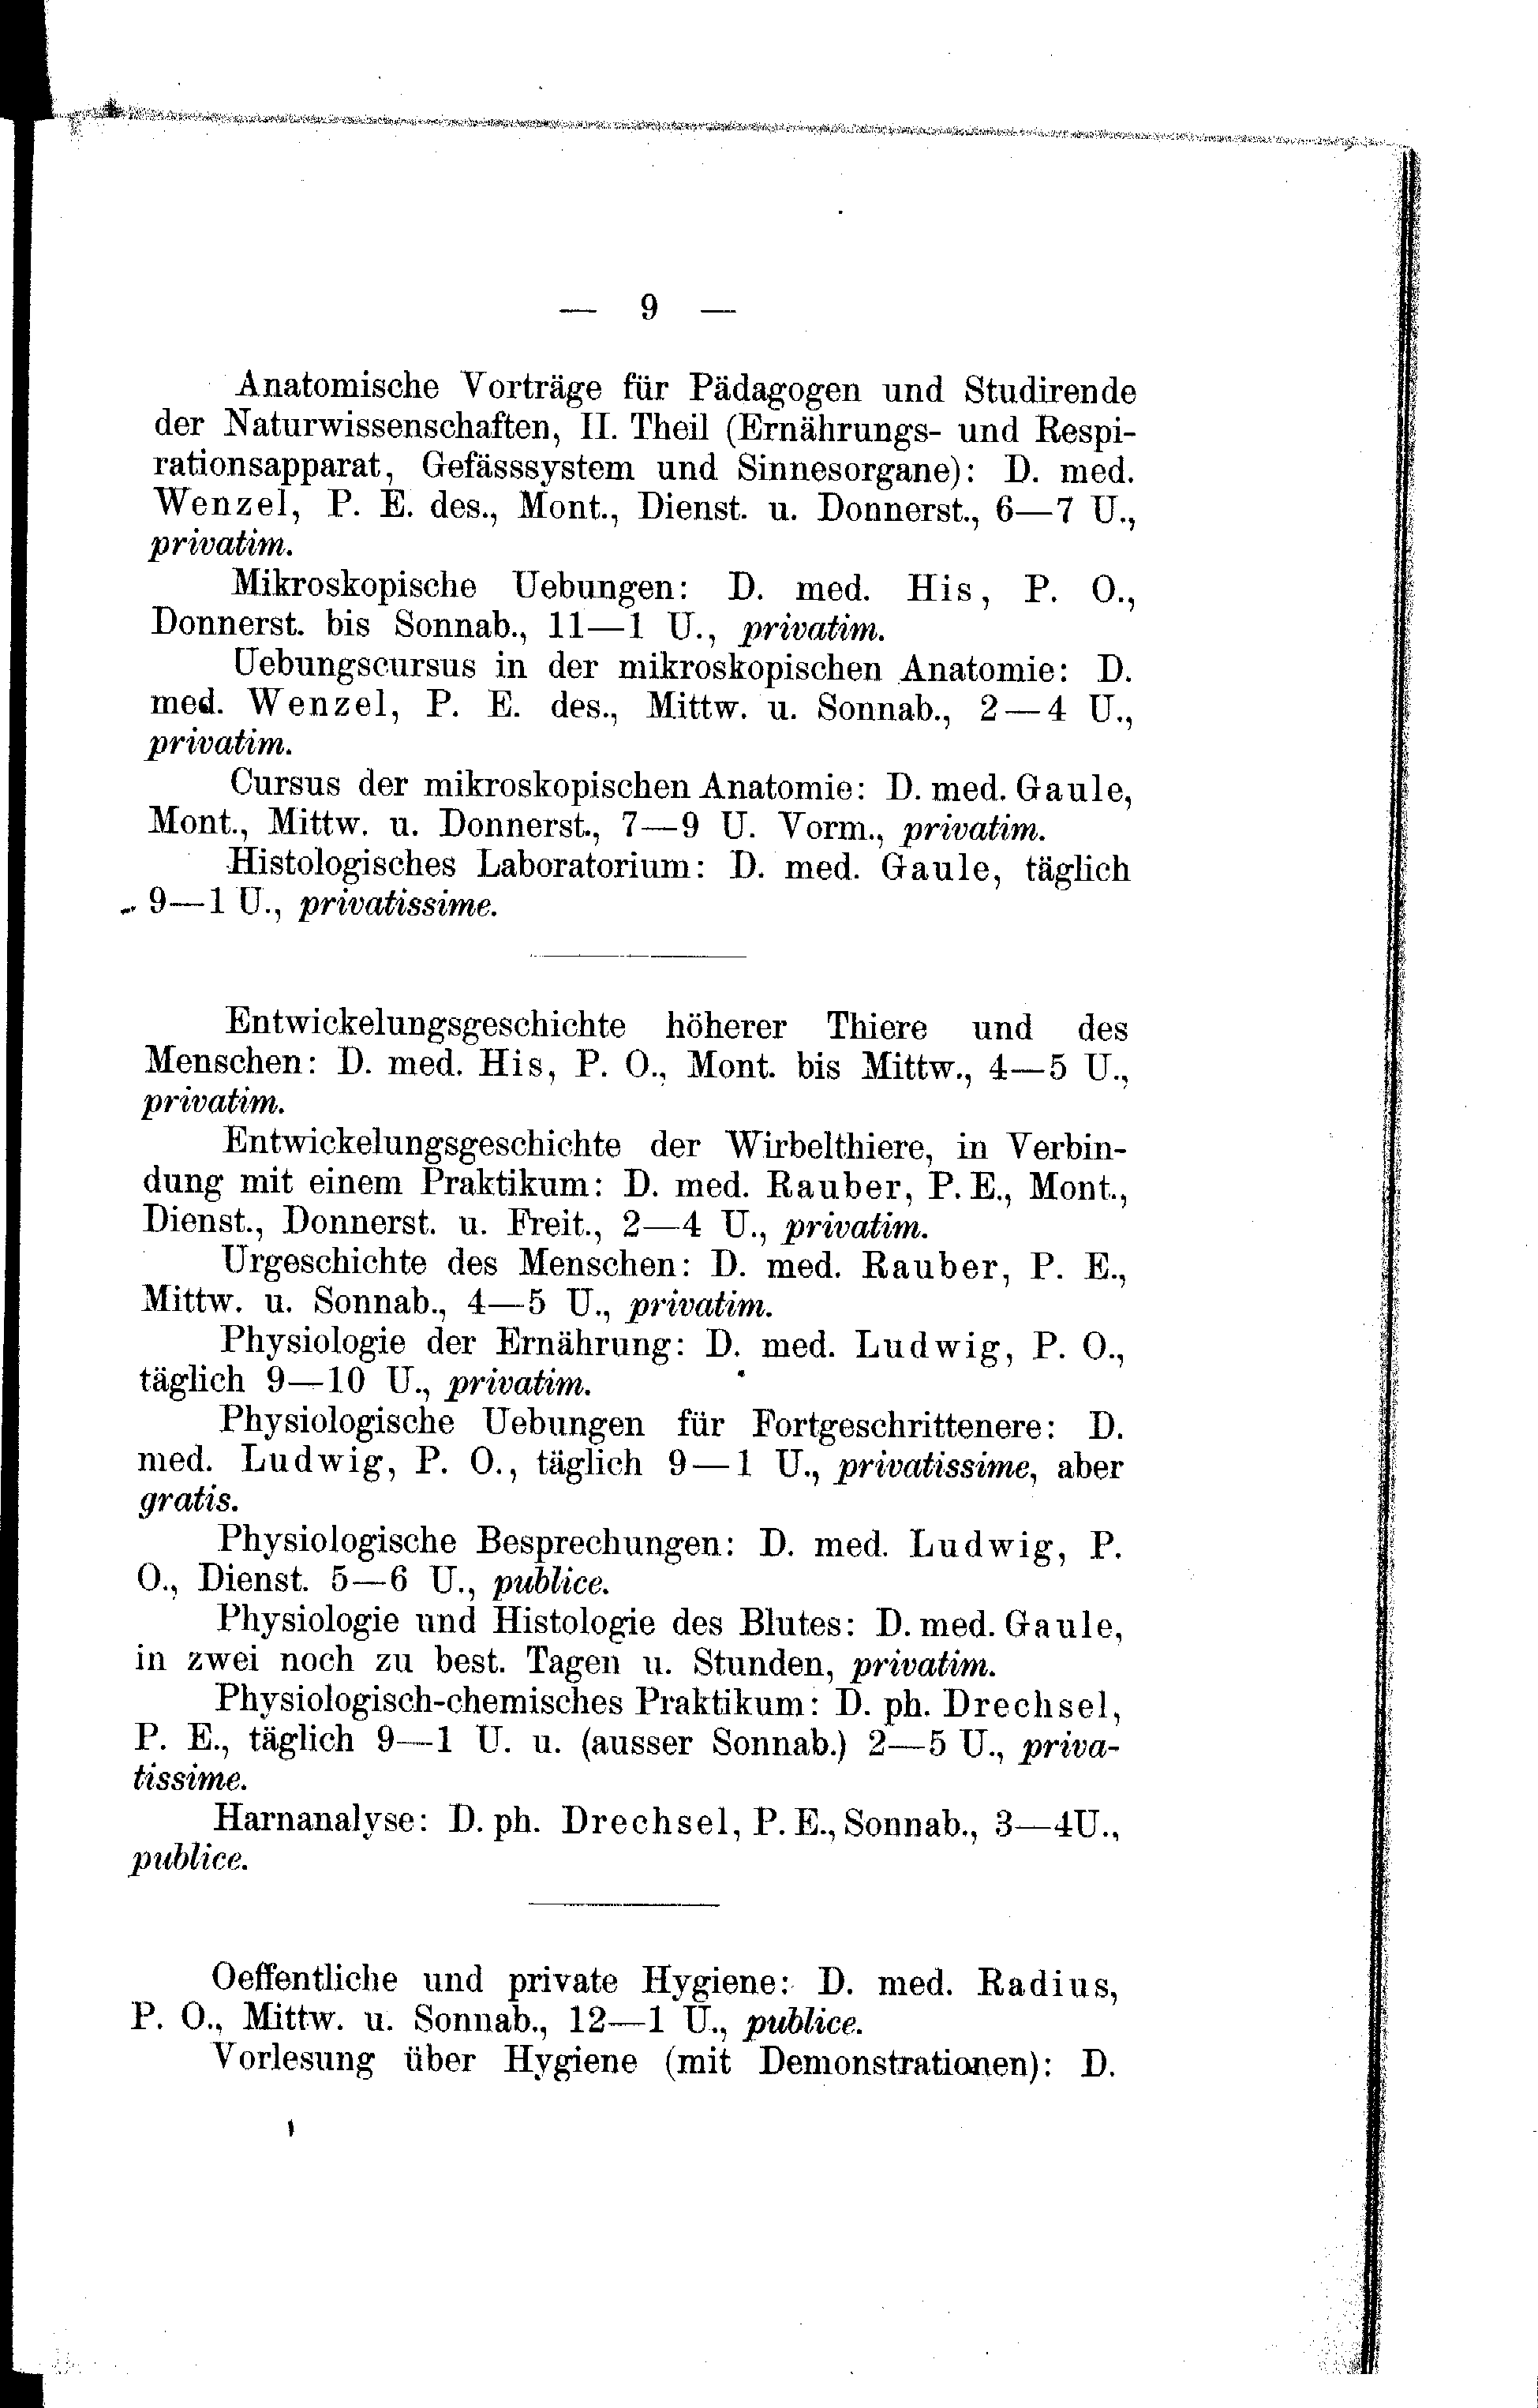 — 9 —
Anatomische Vorträge für Pädagogen und Studirende
der Naturwissenschaften, II. Theil (Ernährungs- und Respi-
rationsapparat, Gefässsystem und Sinnesorgane): D. med.
Wenzel, P. E. des., Mont., Dienst. u. Donnerst., 6—7 U.,
privatim.
Mikroskopische Uebungen: D. med. His, P. O.,
Donnerst. bis Sonnab., 11—1 U., privatim.
Uebungscursus in der mikroskopischen Anatomie: D.
med. Wenzel, P. E. des., Mittw. u. Sonnab., 2—4 U.,
privatim.
Cursus der mikroskopischen Anatomie: D. med. Gaule,
Mont., Mittw. u. Donnerst., 7—9 U. Vorm., privatim.
Histologisches Laboratorium: D. med. Gaule, täglich
9—1 U., privatissime.
Entwickelungsgeschichte höherer Thiere und des
Menschen: D. med. His, P. O., Mont. bis Mittw., 4—5 U.,
privatim.
Entwickelungsgeschichte der Wirbelthiere, in Verbin-
dung mit einem Praktikum: D. med. Rauber, P. E., Mont.,
Dienst., Donnerst. u. Freit., 2—4 U., privatim.
Urgeschichte des Menschen: D. med. Rauber, P. E.,
Mittw. u. Sonnab., 4—5 U., privatim.
Physiologie der Ernährung: D. med. Ludwig, P. O.,
täglich 9—10 U., privatim.
Physiologische Uebungen für Fortgeschrittenere: D.
med. Ludwig, P. O., täglich 9—1 U., privatissime, aber
gratis.
Physiologische Besprechungen: D. med. Ludwig, P.
O., Dienst. 5—6 U., publice.
Physiologie und Histologie des Blutes: D. med. Gaule,
in zwei noch zu best. Tagen u. Stunden, privatim.
Physiologisch-chemisches Praktikum: D. ph. Drechsel,
P. E., täglich 9—1 U. u. (ausser Sonnab.) 2—5 U., priva-
tissime.
Harnanalyse: D. ph. Drechsel, P. E., Sonnab., 3—4U.,
publice.
Oeffentliche und private Hygiene: D. med. Radius,
P. O., Mittw. u. Sonnab., 12—1 U., publice.
Vorlesung über Hygiene (mit Demonstrationen): D.